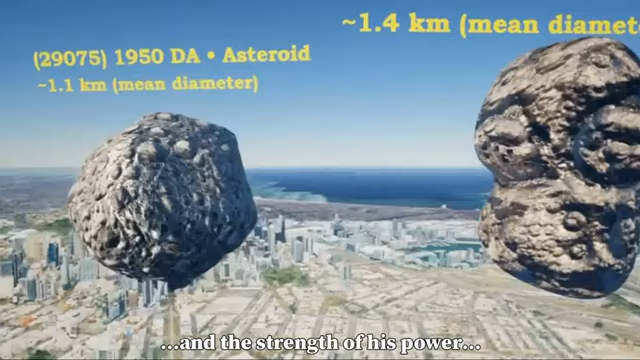 ~1.4 km (mean diamet
(29075) 1950 DA • Asteroid
~1.1 km (mean diameter)
...and the strength of his power...